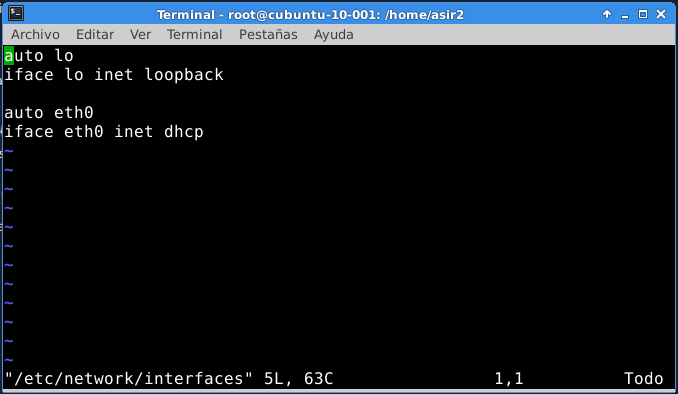 Terminal - root@cubuntu-10-001: /home/asir2
Archivo Editar Ver Terminal Pestañas Ayuda
auto lo
iface lo inet loopback
auto eth0
iface eth0 inet dhcp
~
~
~
~
~
~
~
~
~
~
~
~
"/etc/network/interfaces" 5L, 63C 1,1 Todo